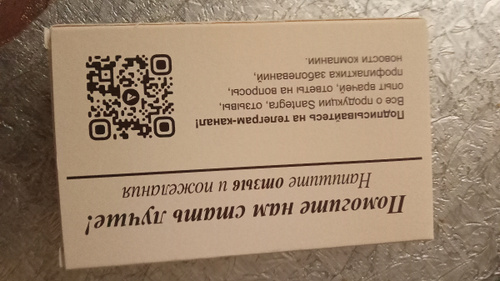 Помогите нам стать лучше!
Напишите отзыв и пожелания
Подписывайтесь на телеграм-канал!
Все о продукции Santegra, отзывы,
опыт врачей, ответы на вопросы,
профилактика заболеваний,
новости компании.